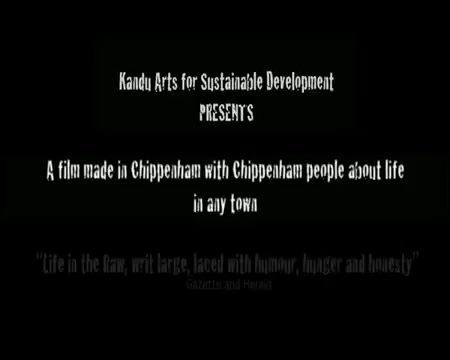 Kandu Arts for Sustainable Development
PRESENTS
A film made in Chippenham with Chippenham people about life
in any town
“Life in the Raw, writ large, laced with humour, hunger and honesty”
Gazette and Herald